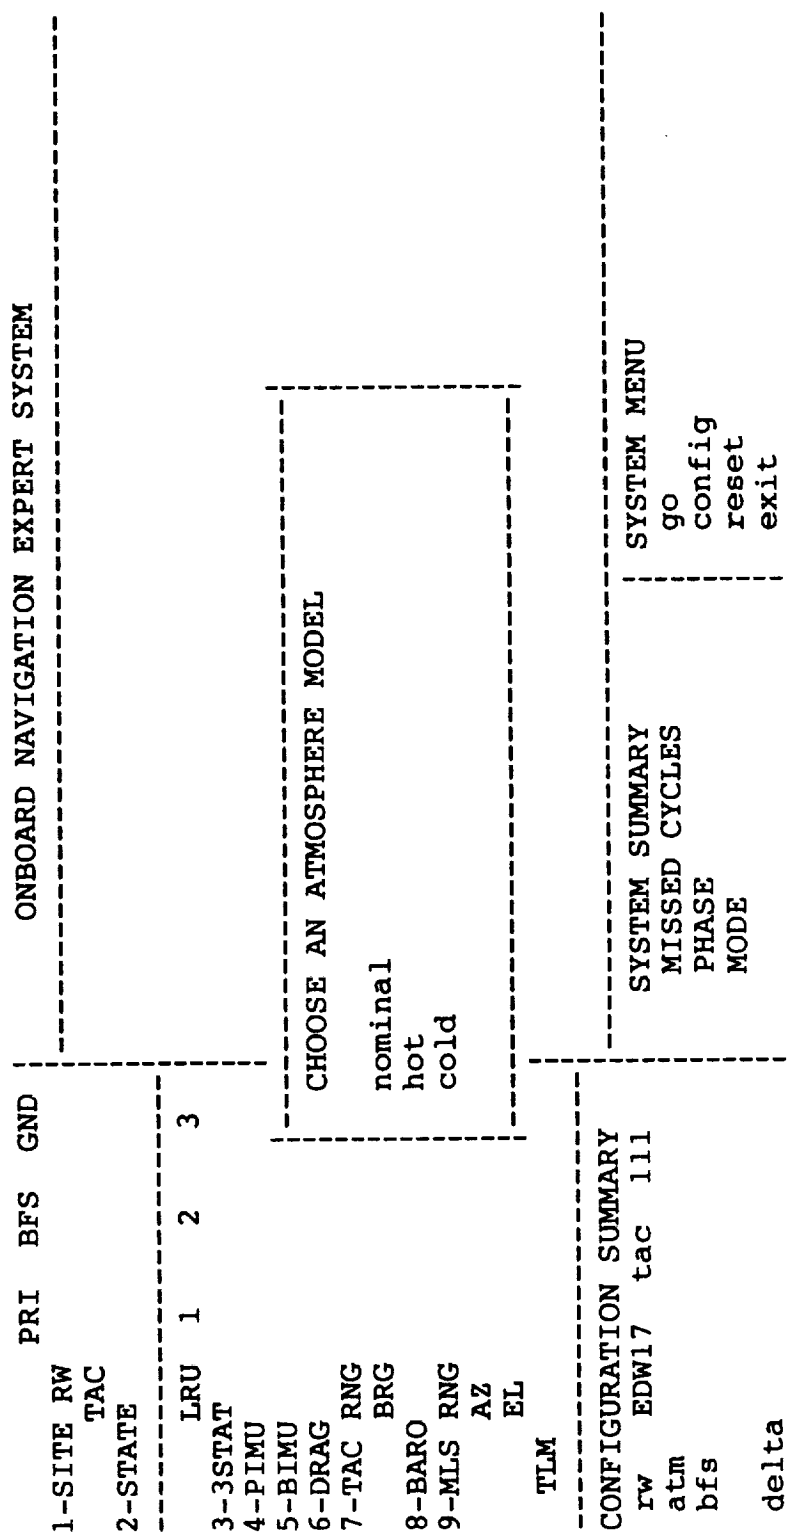 PRI BFS GND ONBOARD NAVIGATION EXPERT SYSTEM
1-SITE RW
TAC
2-STATE
LRU 1 2 3
3-3STAT
4-PIMU
5-BIMU
6-DRAG
7-TAC RNG
BRG
8-BARO
9-MLS RNG
AZ
EL
TLM
CHOOSE AN ATMOSPHERE MODEL
nominal
hot
cold
CONFIGURATION SUMMARY
rw EDW17 tac 111
atm
bfs
delta
SYSTEM SUMMARY
MISSED CYCLES
PHASE
MODE
SYSTEM MENU
go
config
reset
exit